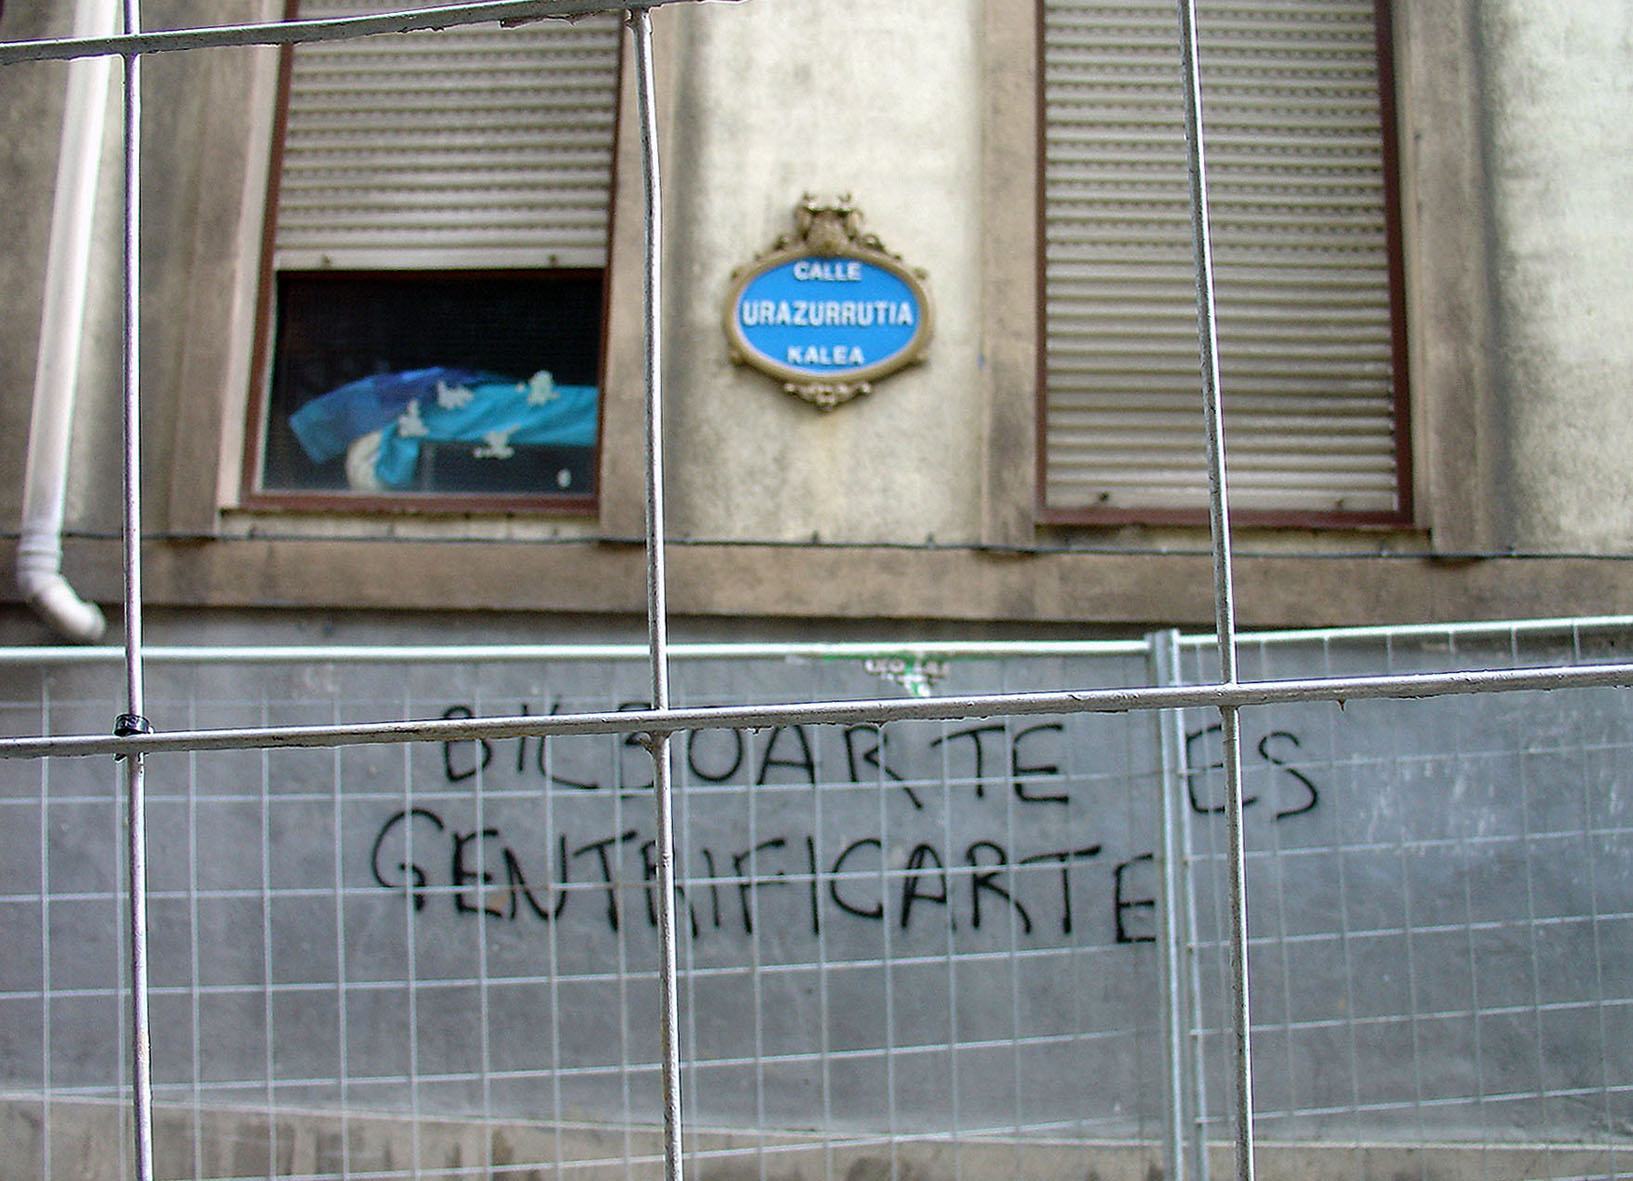 CALLE
URAZURRUTIA
KALEA
BILBOARTE ES
GENTRIFICARTE